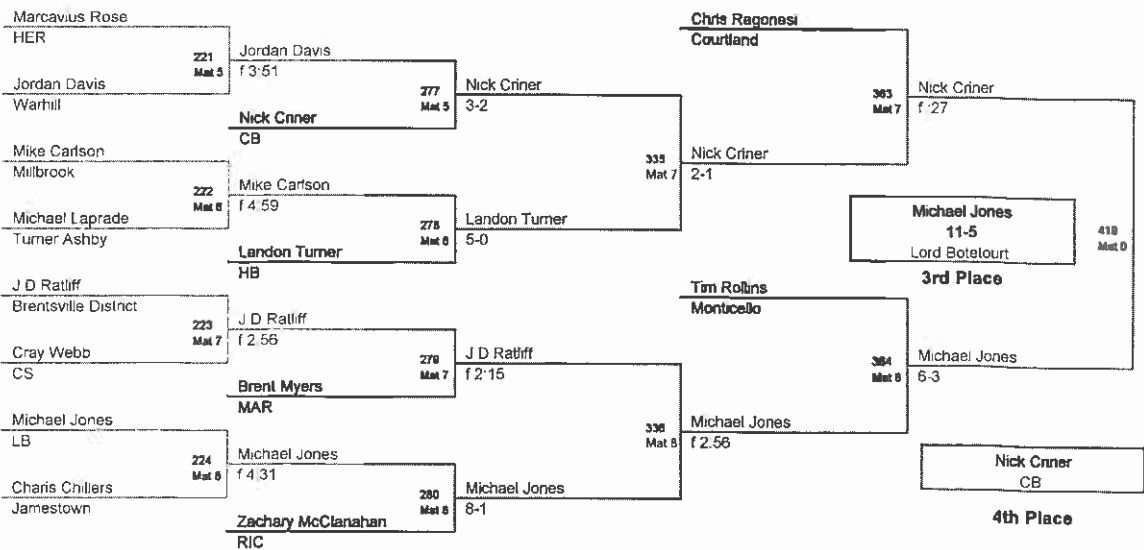 Marcavius Rose
HER
221
Mat 5
Jordan Davis
f 3:51
Jordan Davis
Warhill
277
Mat 5
Nick Criner
3-2
Nick Cnner
CB
Mike Carlson
Millbrook
222
Mat 6
Mike Carlson
f 4:59
Michael Laprade
Turner Ashby
278
Mat 6
Landon Turner
5-0
Landon Turner
HB
335
Mat 7
Nick Criner
2-1
Chris Ragonesi
Courtland
363
Mat 7
Nick Criner
f :27
J D Ratliff
Brentsville District
223
Mat 7
J D Ratliff
f 2:56
Cray Webb
CS
279
Mat 7
J D Ratliff
f 2:15
Brent Myers
MAR
Michael Jones
LB
224
Mat 8
Michael Jones
f 4:31
Charis Chillers
Jamestown
280
Mat 8
Michael Jones
8-1
Zachary McClanahan
RIC
336
Mat 8
Michael Jones
f 2:56
Tim Rollins
Monticello
364
Mat 8
Michael Jones
6-3
419
Mat 0
Michael Jones
11-5
Lord Botetourt
3rd Place
Nick Cnner
CB
4th Place